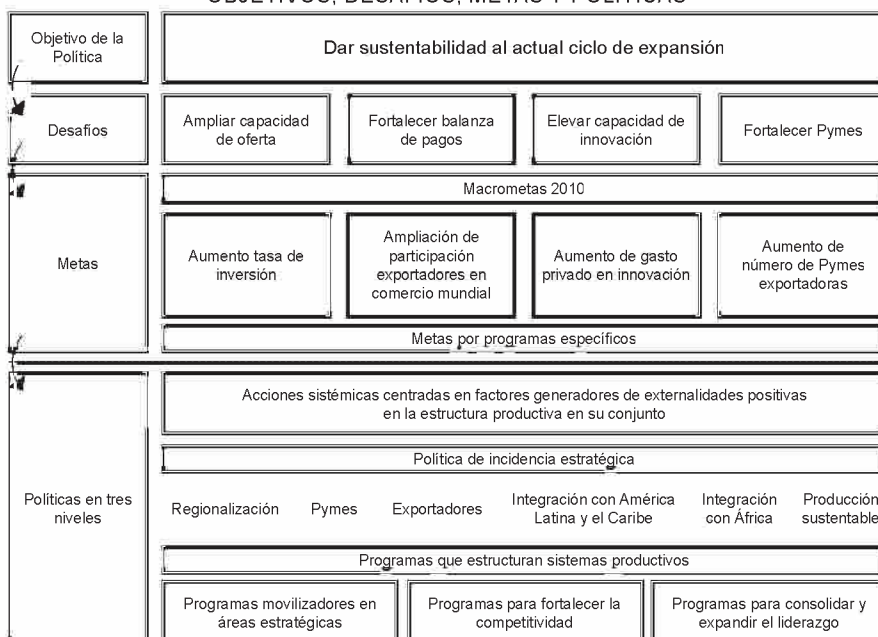 OBJETIVOS, DESAFÍOS, METAS Y POLÍTICAS
Objetivo de la
Política
Dar sustentabilidad al actual ciclo de expansión
Desafíos
Ampliar capacidad
de oferta
Fortalecer balanza
de pagos
Elevar capacidad de
innovación
Fortalecer Pymes
Metas
Macrometas 2010
Aumento tasa de
inversión
Ampliación de
participación
exportadores en
comercio mundial
Aumento de gasto
privado en innovación
Aumento de
número de Pymes
exportadoras
Metas por programas específicos
Políticas en tres
niveles
Acciones sistémicas centradas en factores generadores de externalidades positivas
en la estructura productiva en su conjunto
Política de incidencia estratégica
Regionalización
Pymes
Exportadores
Integración con América
Latina y el Caribe
Integración
con África
Producción
sustentable
Programas que estructuran sistemas productivos
Programas movilizadores en
áreas estratégicas
Programas para fortalecer la
competitividad
Programas para consolidar y
expandir el liderazgo